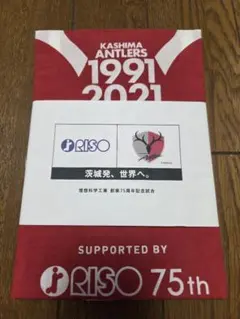 KASHIMA
ANTLERS
1991
2021
RISO
茨城発、世界へ。
理想科学工業 創業75周年記念試合
SUPPORTED BY
RISO 75th